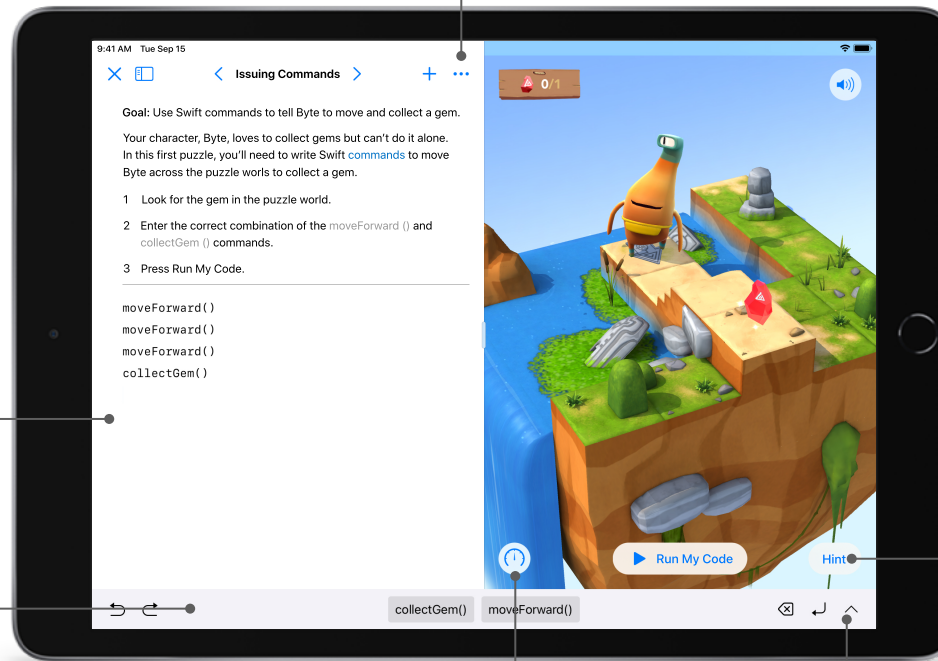 9:41 AM Tue Sep 15
Issuing Commands
0/1
Goal: Use Swift commands to tell Byte to move and collect a gem.
Your character, Byte, loves to collect gems but can’t do it alone.
In this first puzzle, you’ll need to write Swift commands to move
Byte across the puzzle worls to collect a gem.
1 Look for the gem in the puzzle world.
2 Enter the correct combination of the moveForward () and
collectGem () commands.
3 Press Run My Code.
moveForward()
moveForward()
moveForward()
collectGem()
Run My Code
Hint
collectGem()
moveForward()